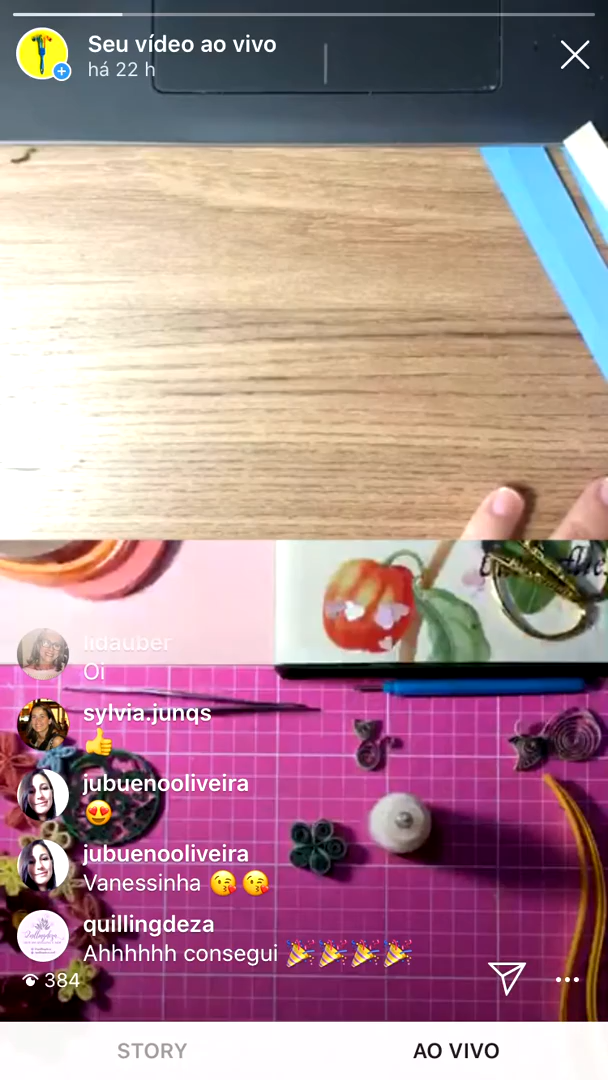 Seu vídeo ao vivo
há 22 h
lidauber
Oi
sylvia.junqs
👍
jubuenooliveira
😍
jubuenooliveira
Vanessinha 😘😘
quillingdeza
Ahhhhhh consegui 🎉🎉🎉🎉
384
STORY
AO VIVO